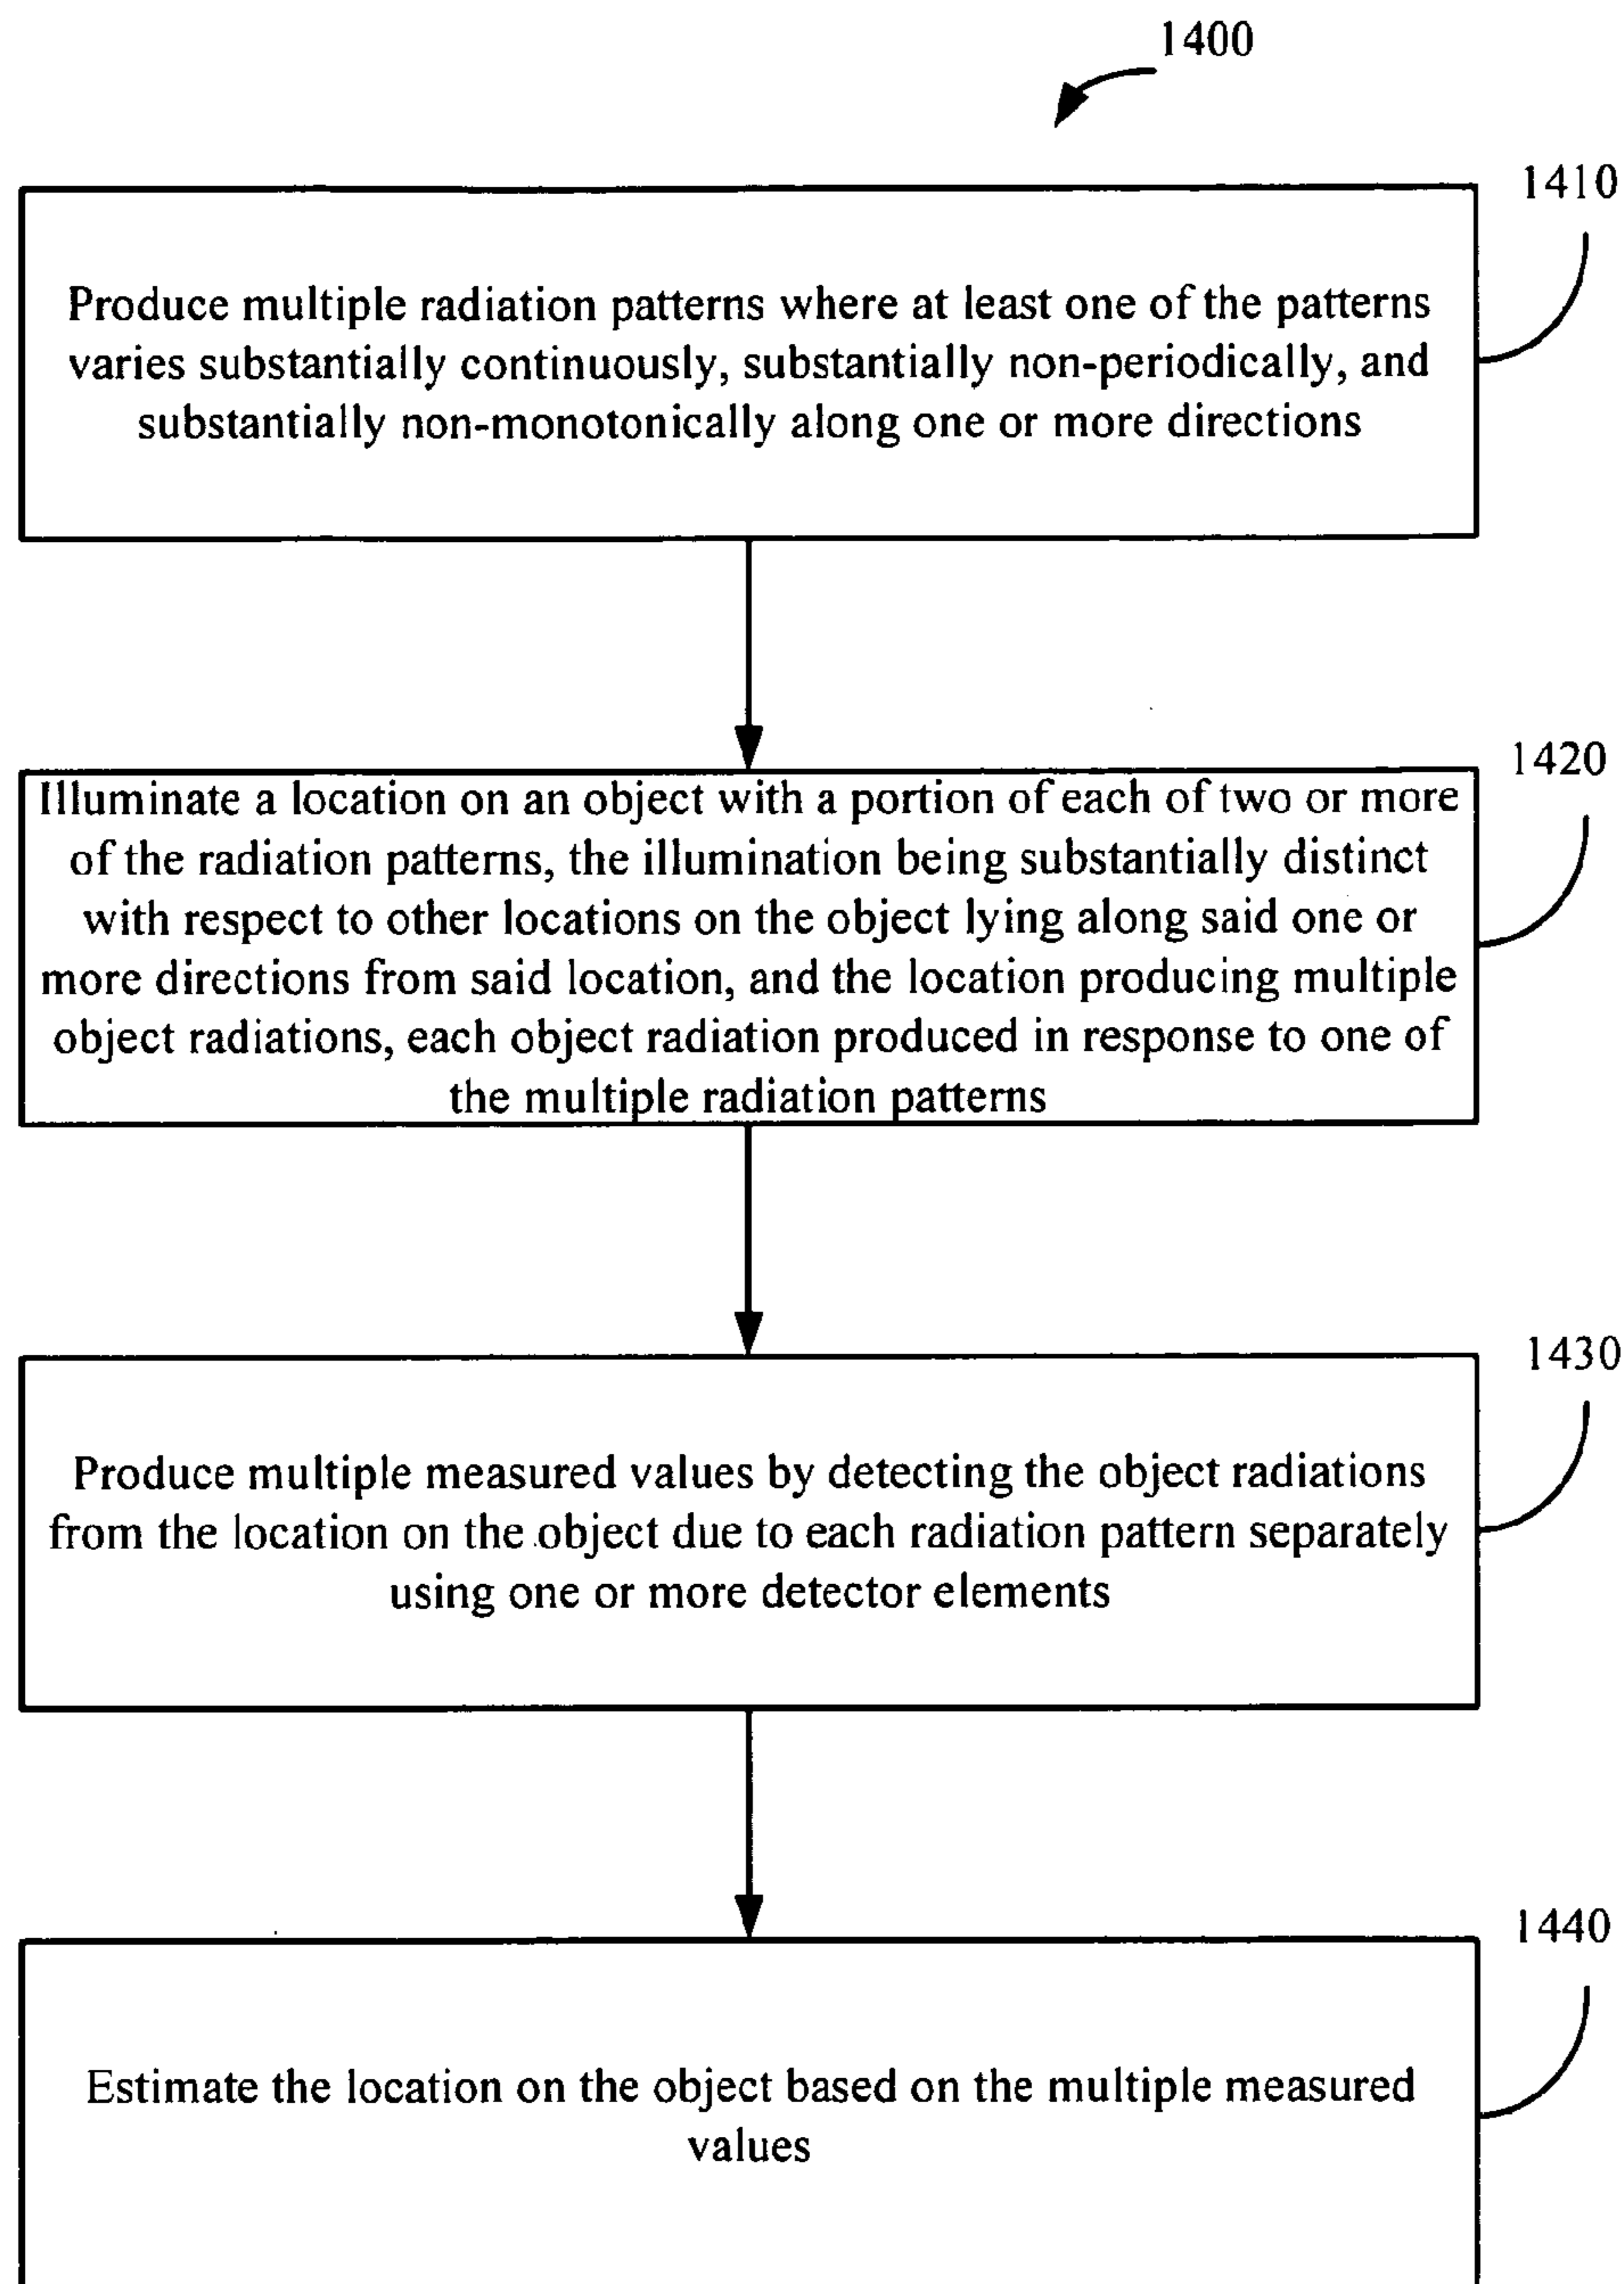 1400
1410
Produce multiple radiation patterns where at least one of the patterns
varies substantially continuously, substantially non-periodically, and
substantially non-monotonically along one or more directions
1420
Illuminate a location on an object with a portion of each of two or more
of the radiation patterns, the illumination being substantially distinct
with respect to other locations on the object lying along said one or
more directions from said location, and the location producing multiple
object radiations, each object radiation produced in response to one of
the multiple radiation patterns
1430
Produce multiple measured values by detecting the object radiations
from the location on the object due to each radiation pattern separately
using one or more detector elements
1440
Estimate the location on the object based on the multiple measured
values